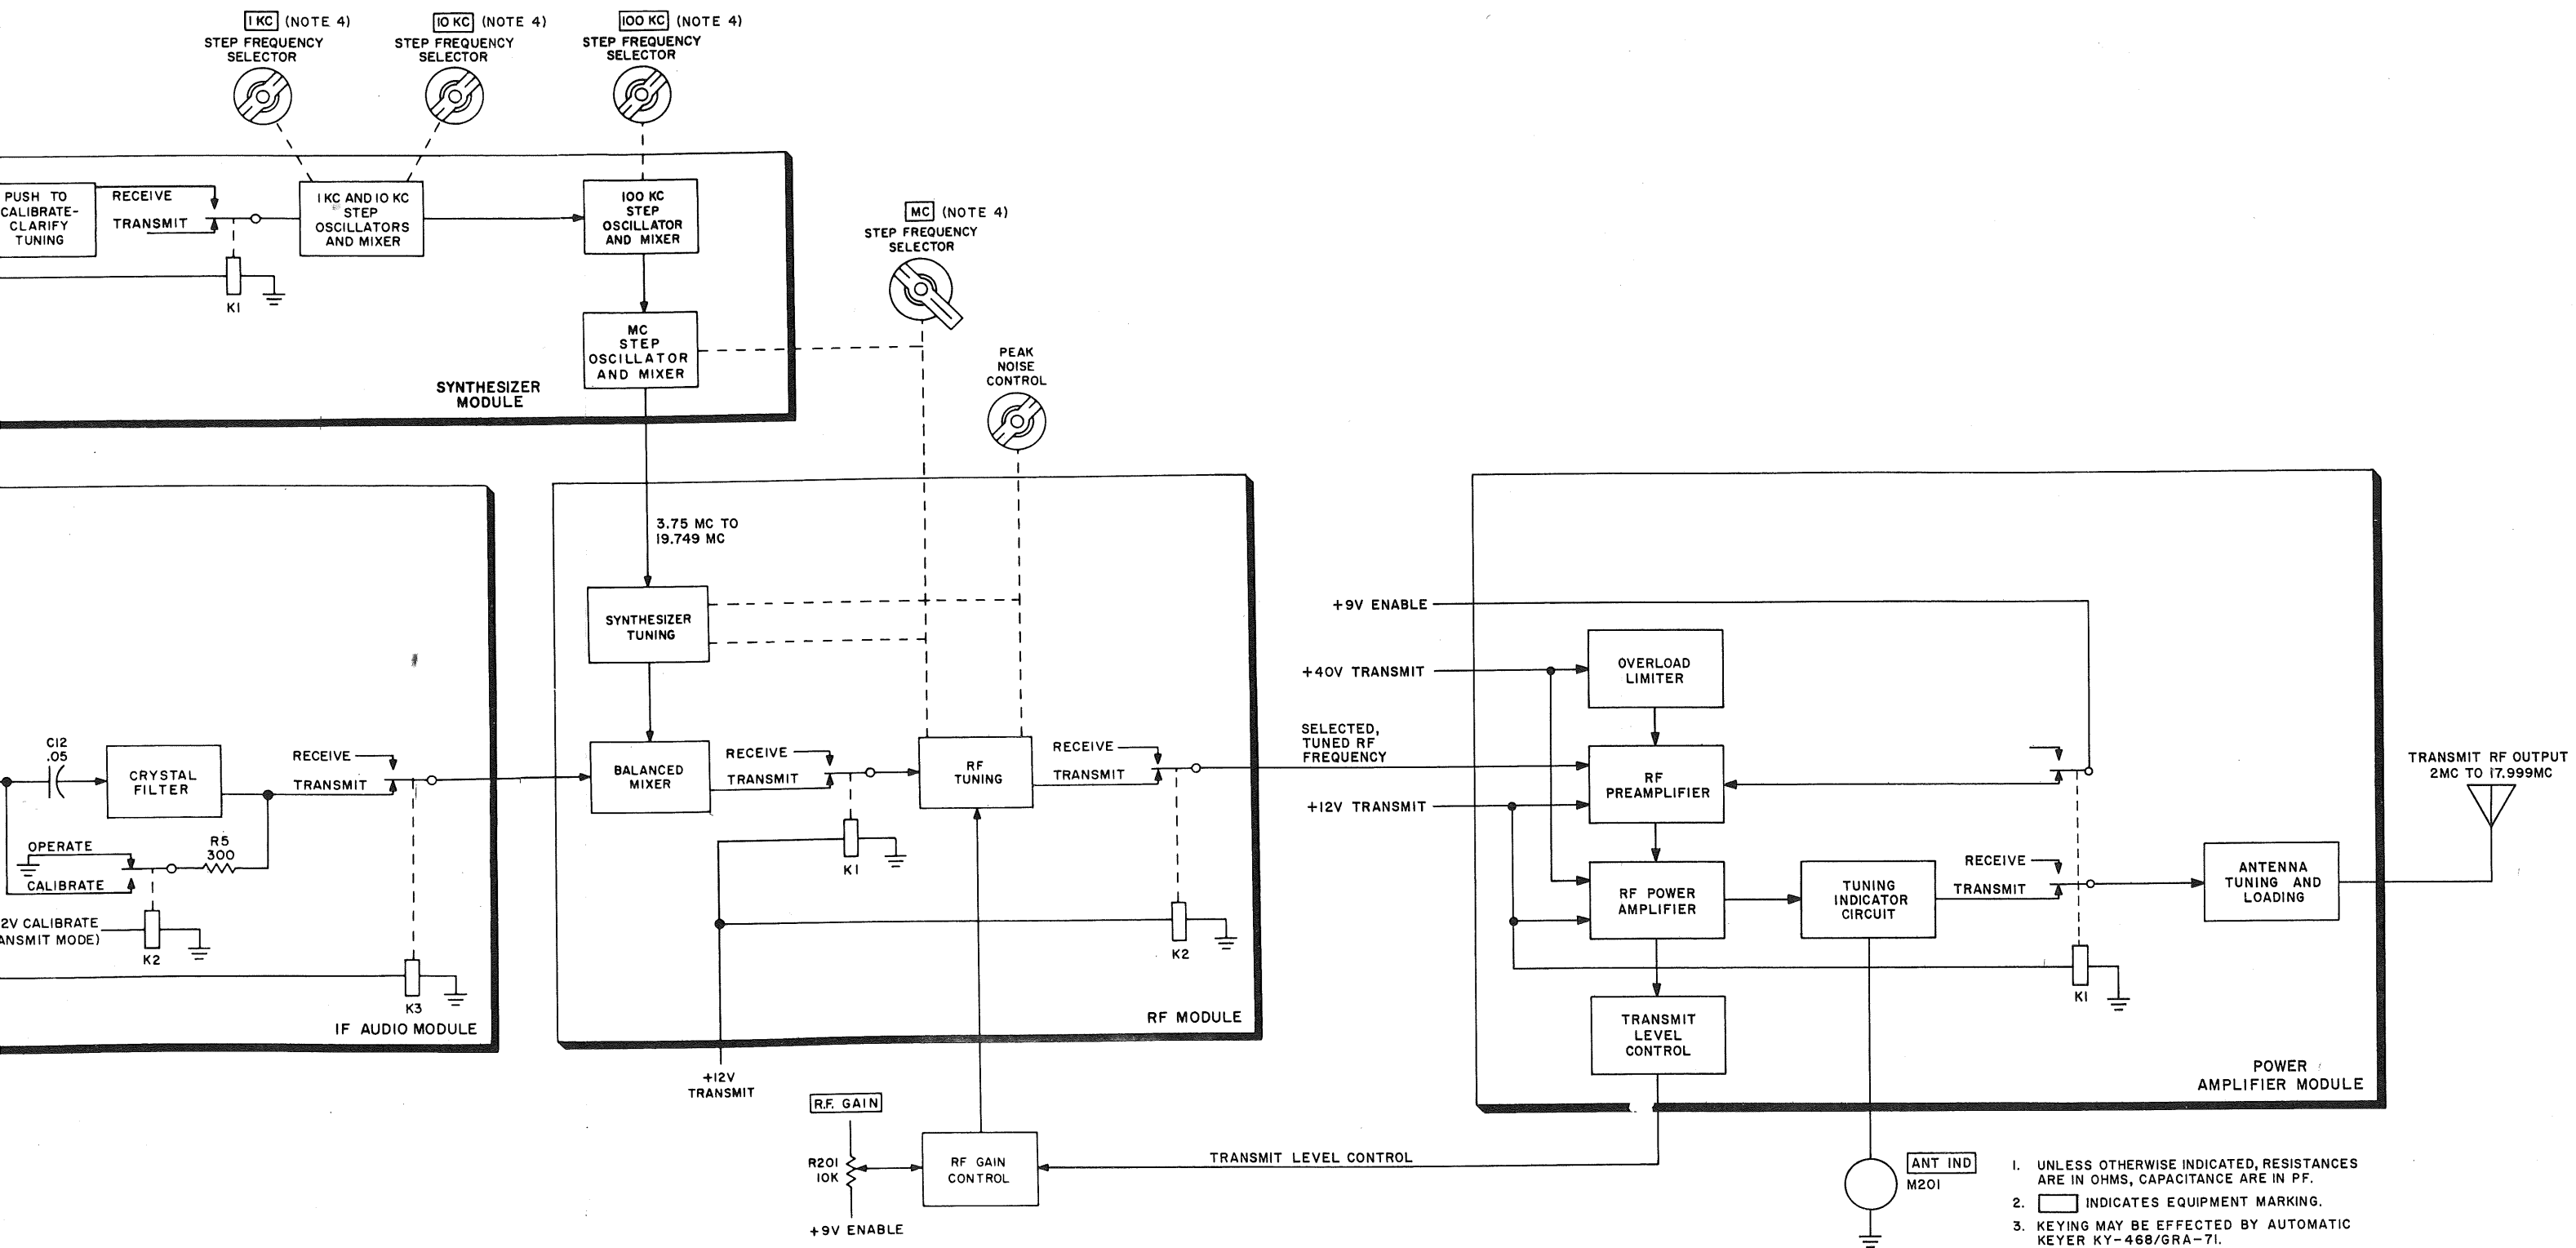 1 KC (NOTE 4)
STEP FREQUENCY
SELECTOR
10 KC (NOTE 4)
STEP FREQUENCY
SELECTOR
100 KC (NOTE 4)
STEP FREQUENCY
SELECTOR
PUSH TO
CALIBRATE-
CLARIFY
TUNING
RECEIVE
TRANSMIT
K1
1 KC AND 10 KC
STEP
OSCILLATORS
AND MIXER
100 KC
STEP
OSCILLATOR
AND MIXER
MC
STEP
OSCILLATOR
AND MIXER
SYNTHESIZER
MODULE
MC (NOTE 4)
STEP FREQUENCY
SELECTOR
PEAK
NOISE
CONTROL
C12
.05
CRYSTAL
FILTER
RECEIVE
TRANSMIT
OPERATE
CALIBRATE
R5
300
2V CALIBRATE
ANSMIT MODE)
K2
K3
IF AUDIO MODULE
3.75 MC TO
19.749 MC
SYNTHESIZER
TUNING
BALANCED
MIXER
RECEIVE
TRANSMIT
K1
RF
TUNING
RECEIVE
TRANSMIT
K2
RF MODULE
+12V
TRANSMIT
R.F. GAIN
R201
10K
+9V ENABLE
RF GAIN
CONTROL
TRANSMIT LEVEL CONTROL
+9V ENABLE
+40V TRANSMIT
SELECTED,
TUNED RF
FREQUENCY
+12V TRANSMIT
OVERLOAD
LIMITER
RF
PREAMPLIFIER
RF POWER
AMPLIFIER
TRANSMIT
LEVEL
CONTROL
TUNING
INDICATOR
CIRCUIT
RECEIVE
TRANSMIT
K1
ANTENNA
TUNING AND
LOADING
POWER
AMPLIFIER MODULE
TRANSMIT RF OUTPUT
2MC TO 17.999MC
ANT IND
M201
1. UNLESS OTHERWISE INDICATED, RESISTANCES
ARE IN OHMS, CAPACITANCE ARE IN PF.
2. INDICATES EQUIPMENT MARKING.
3. KEYING MAY BE EFFECTED BY AUTOMATIC
KEYER KY-468/GRA-71.